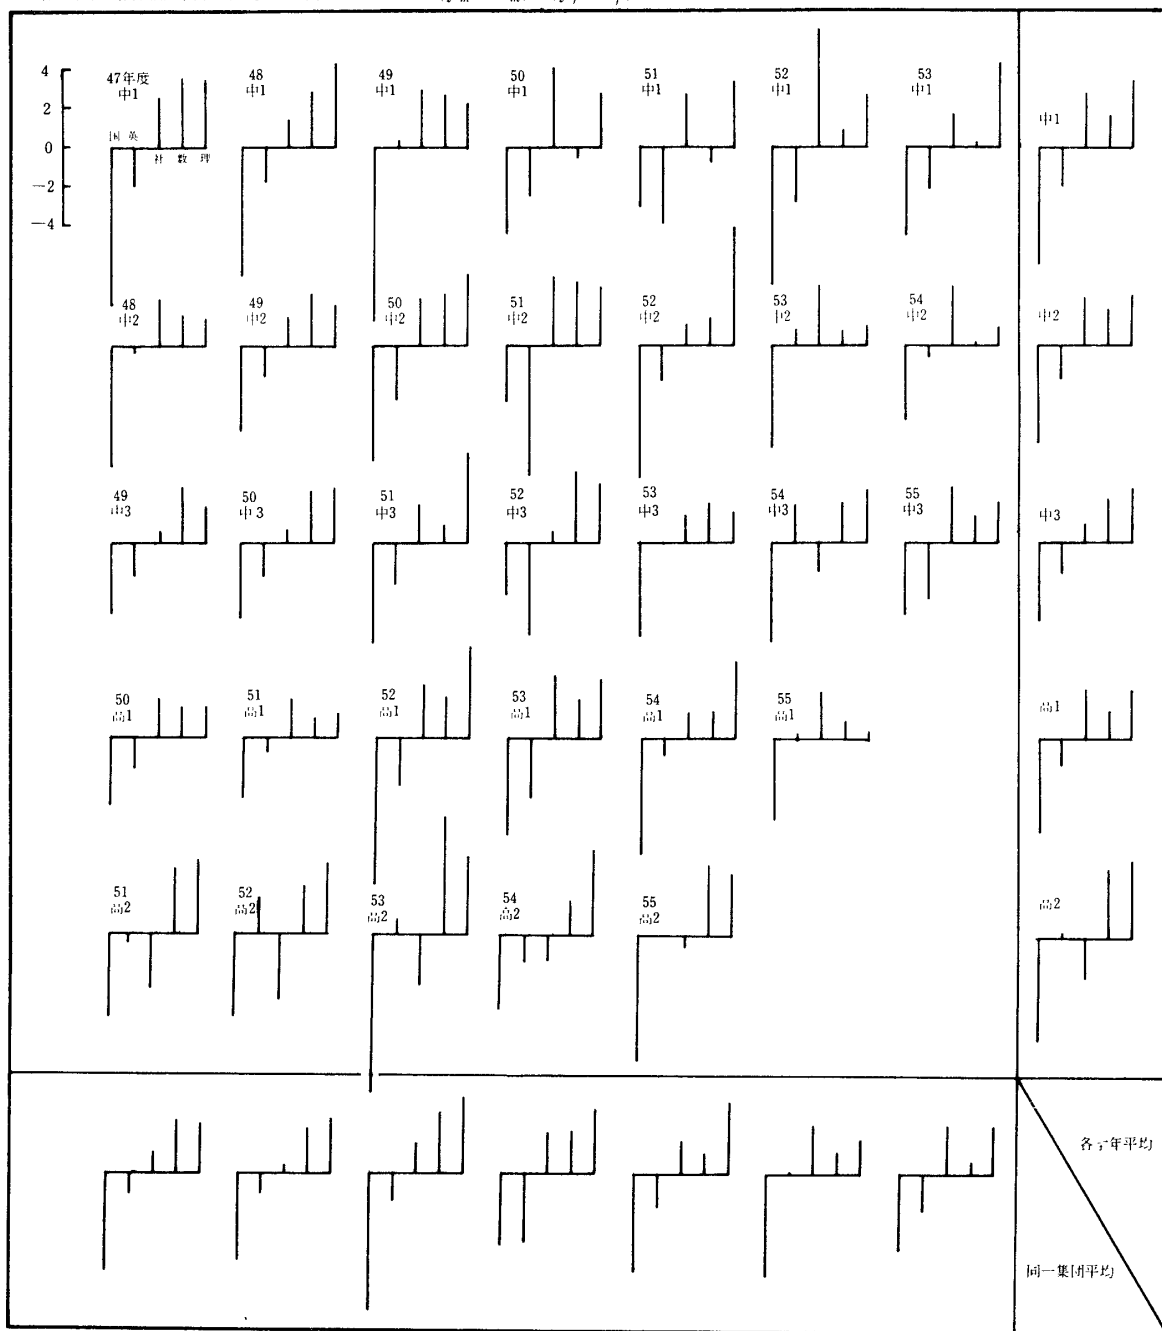 4
2
0
−2
−4
47年度
中1
国 英
社 数 理
48
中1
49
中1
50
中1
51
中1
52
中1
53
中1
中1
48
中2
49
中2
50
中2
51
中2
52
中2
53
中2
54
中2
中2
49
中3
50
中3
51
中3
52
中3
53
中3
54
中3
55
中3
中3
50
高1
51
高1
52
高1
53
高1
54
高1
55
高1
高1
51
高2
52
高2
53
高2
54
高2
55
高2
高2
各学年平均
同一集団平均